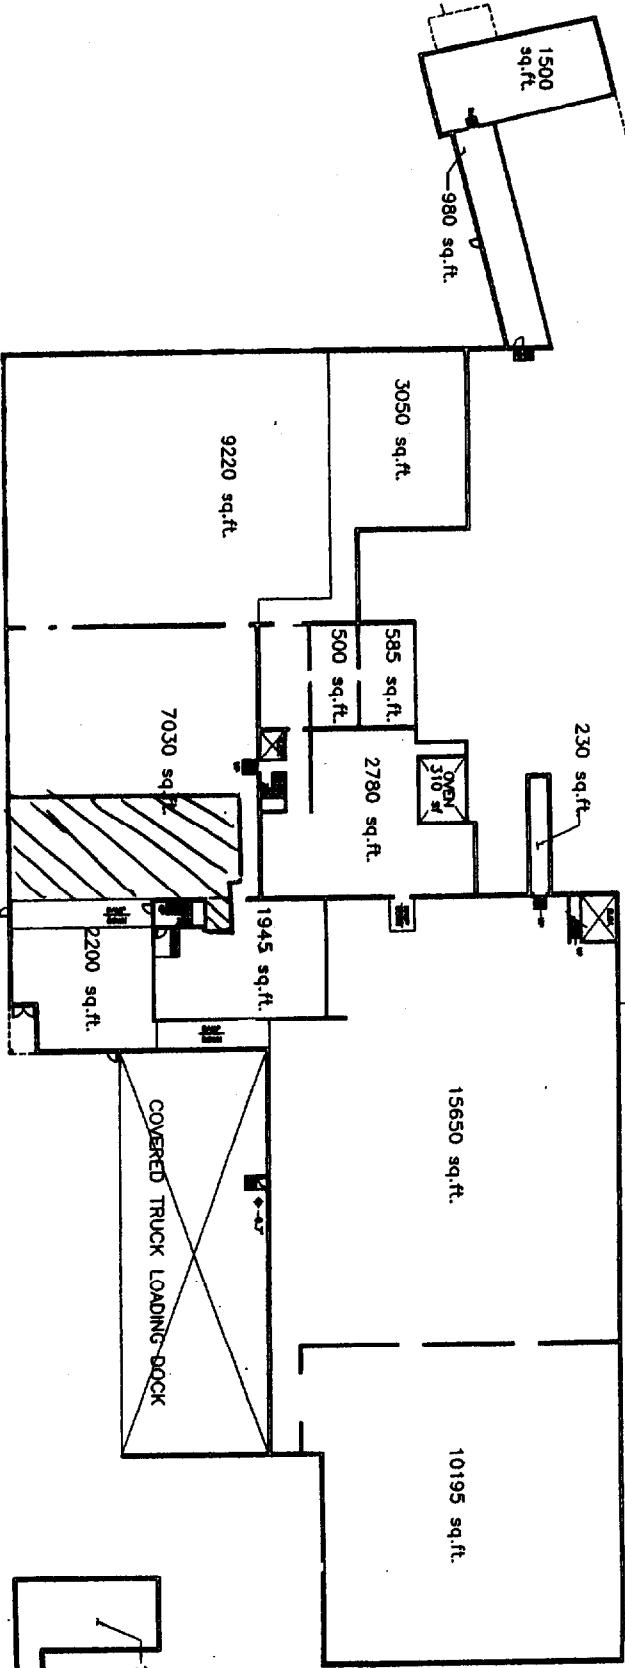 1500
sq.ft.
980 sq.ft.
3050 sq.ft.
9220 sq.ft.
585 sq.ft.
500 sq.ft.
230 sq.ft.
7030 sq.ft.
2780 sq.ft.
OVEN
310 sf
1945 sq.ft.
2200 sq.ft.
15650 sq.ft.
COVERED TRUCK LOADING DOCK
10195 sq.ft.